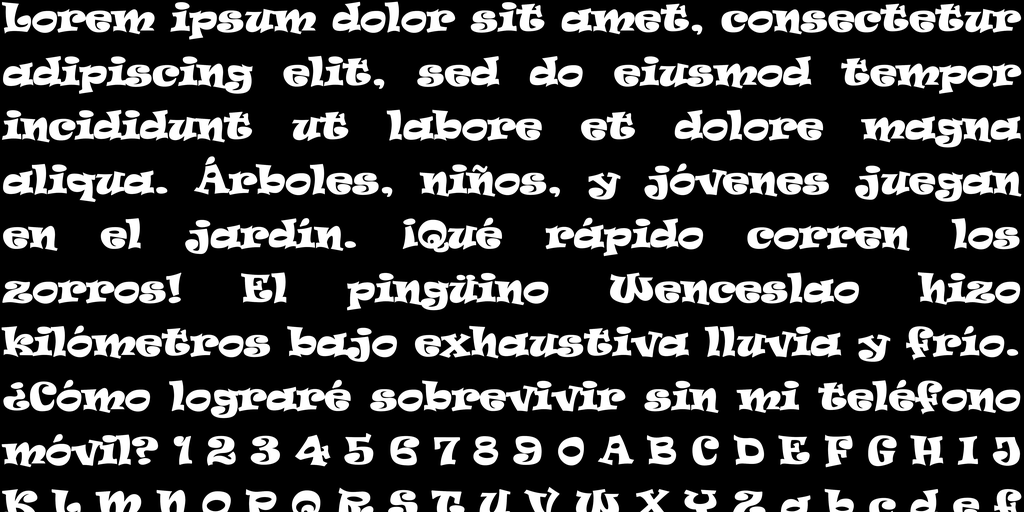 Lorem ipsum dolor sit amet, consectetur
adipiscing elit, sed do eiusmod tempor
incididunt ut labore et dolore magna
aliqua. Árboles, niños, y jóvenes juegan
en el jardín. ¡Qué rápido corren los
zorros! El pingüino Wenceslao hizo
kilómetros bajo exhaustiva lluvia y frío.
¿Cómo lograré sobrevivir sin mi teléfono
móvil? 1 2 3 4 5 6 7 8 9 0 A B C D E F G H I J
K L M N O P Q R S T U V W X Y Z a b c d e f